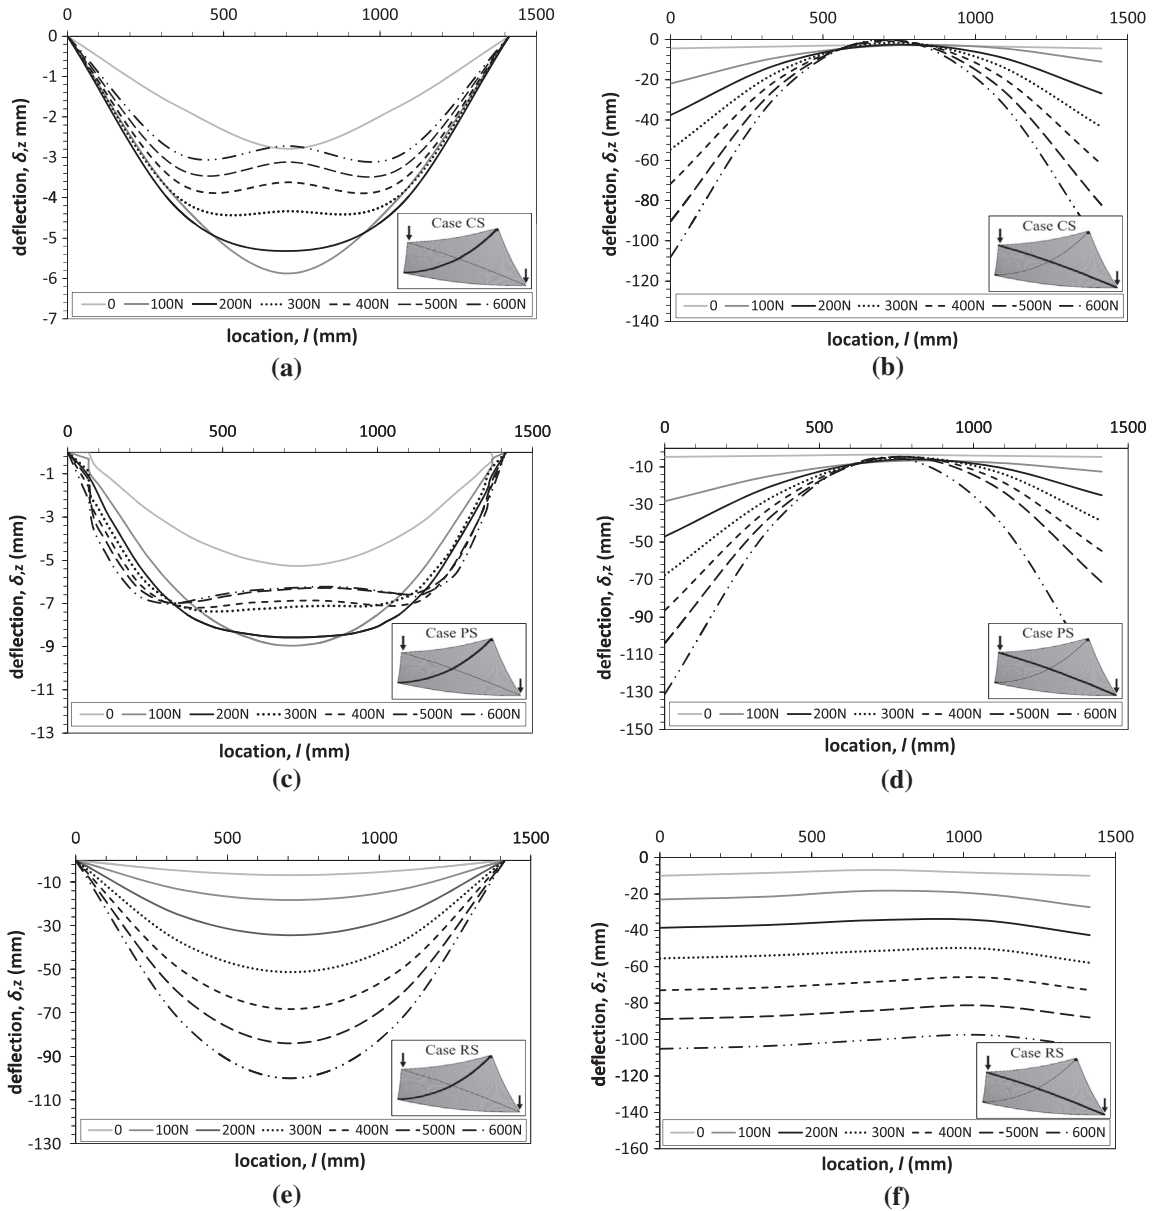 0 500 1000 1500
0
-1
-2
-3
-4
-5
-6
-7
deflection, δ,z mm)
Case CS
0 100N 200N 300N 400N -500N 600N
location, l (mm)
(a)
0 500 1000 1500
0
-20
-40
-60
-80
-100
-120
-140
deflection, δ,z (mm)
Case CS
0 100N 200N 300N 400N -500N 600N
location, l (mm)
(b)
0 500 1000 1500
-1
-3
-5
-7
-9
-11
-13
deflection, δ,z (mm)
Case PS
0 100N 200N 300N 400N -500N 600N
location, l (mm)
(c)
0 500 1000 1500
-10
-30
-50
-70
-90
-110
-130
-150
deflection, δ,z (mm)
Case PS
0 100N 200N 300N 400N -500N 600N
location, l (mm)
(d)
0 500 1000 1500
-10
-30
-50
-70
-90
-110
-130
deflection, δ,z (mm)
Case RS
0 100N 200N 300N 400N -500N 600N
location, l (mm)
(e)
0 500 1000 1500
0
-20
-40
-60
-80
-100
-120
-140
-160
deflection, δ,z (mm)
Case RS
0 100N 200N 300N 400N -500N 600N
location, l (mm)
(f)